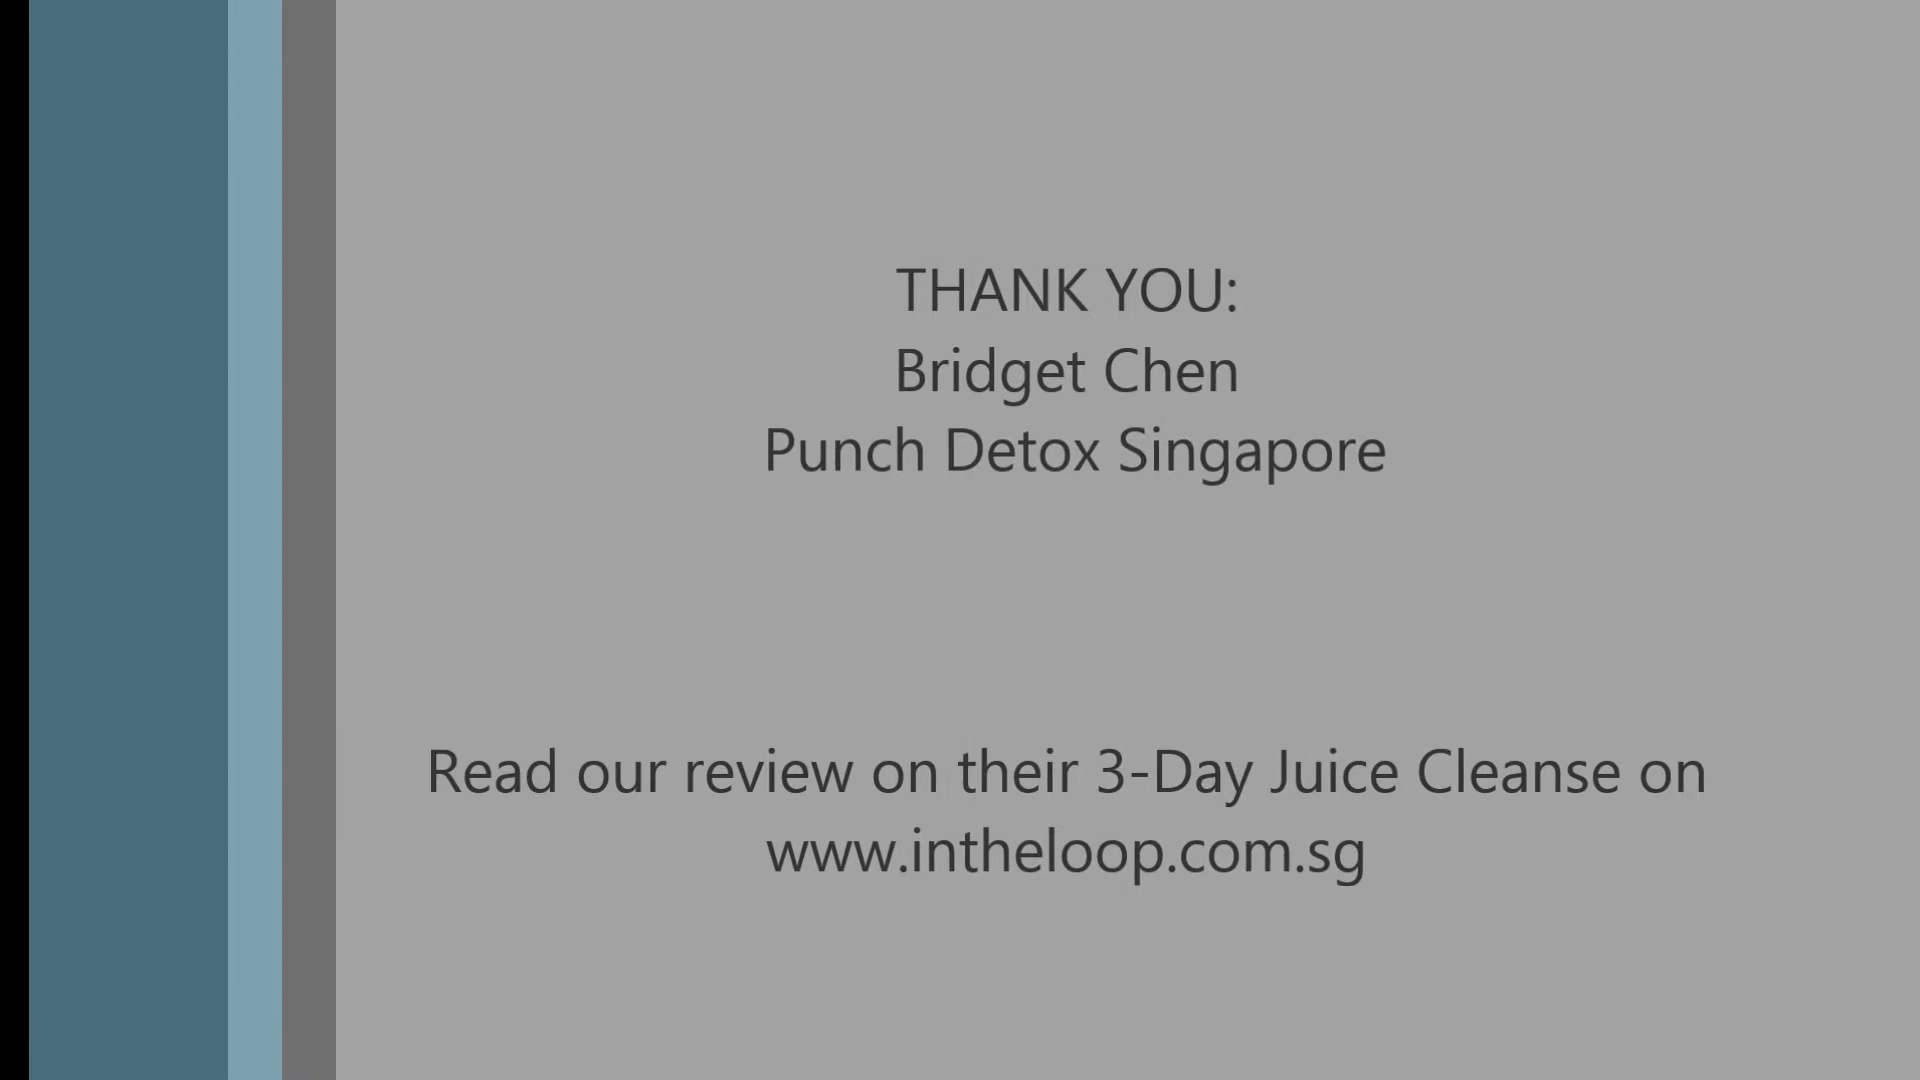 THANK YOU:
Bridget Chen
Punch Detox Singapore
Read our review on their 3-Day Juice Cleanse on
www.intheloop.com.sg